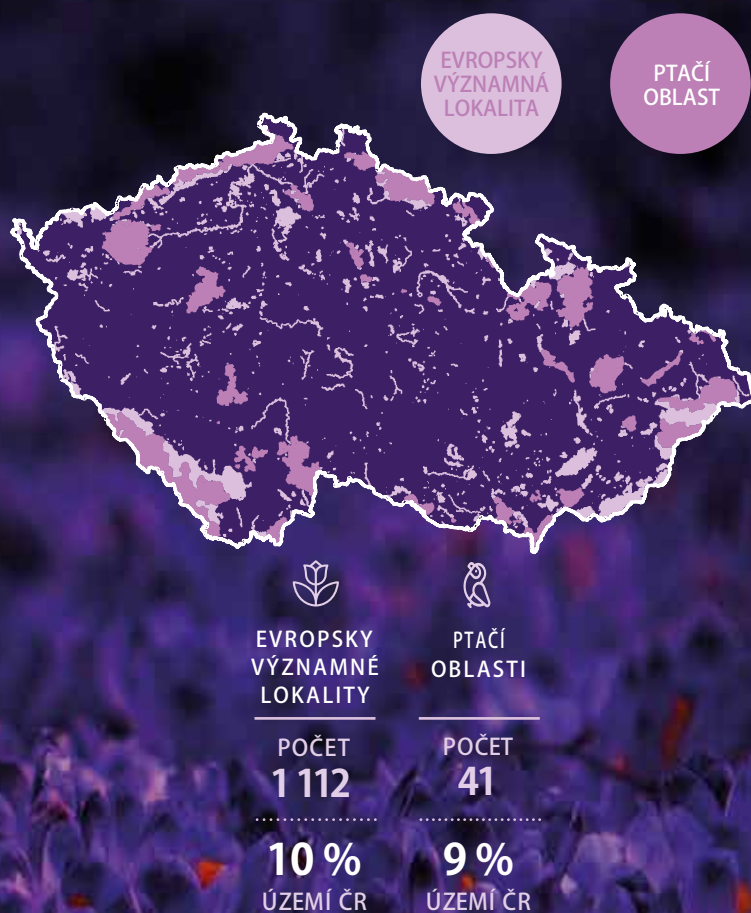 EVROPSKY
VÝZNAMNÁ
LOKALITA
PTAČÍ
OBLAST
EVROPSKY
VÝZNAMNÉ
LOKALITY
POČET
1 112
10 %
ÚZEMÍ ČR
PTAČÍ
OBLASTI
POČET
41
9 %
ÚZEMÍ ČR